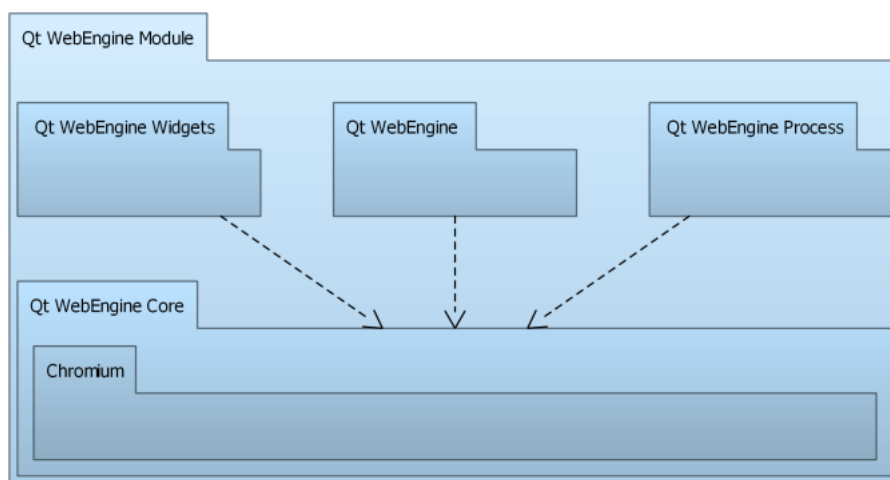 Qt WebEngine Module
Qt WebEngine Widgets
Qt WebEngine
Qt WebEngine Process
Qt WebEngine Core
Chromium